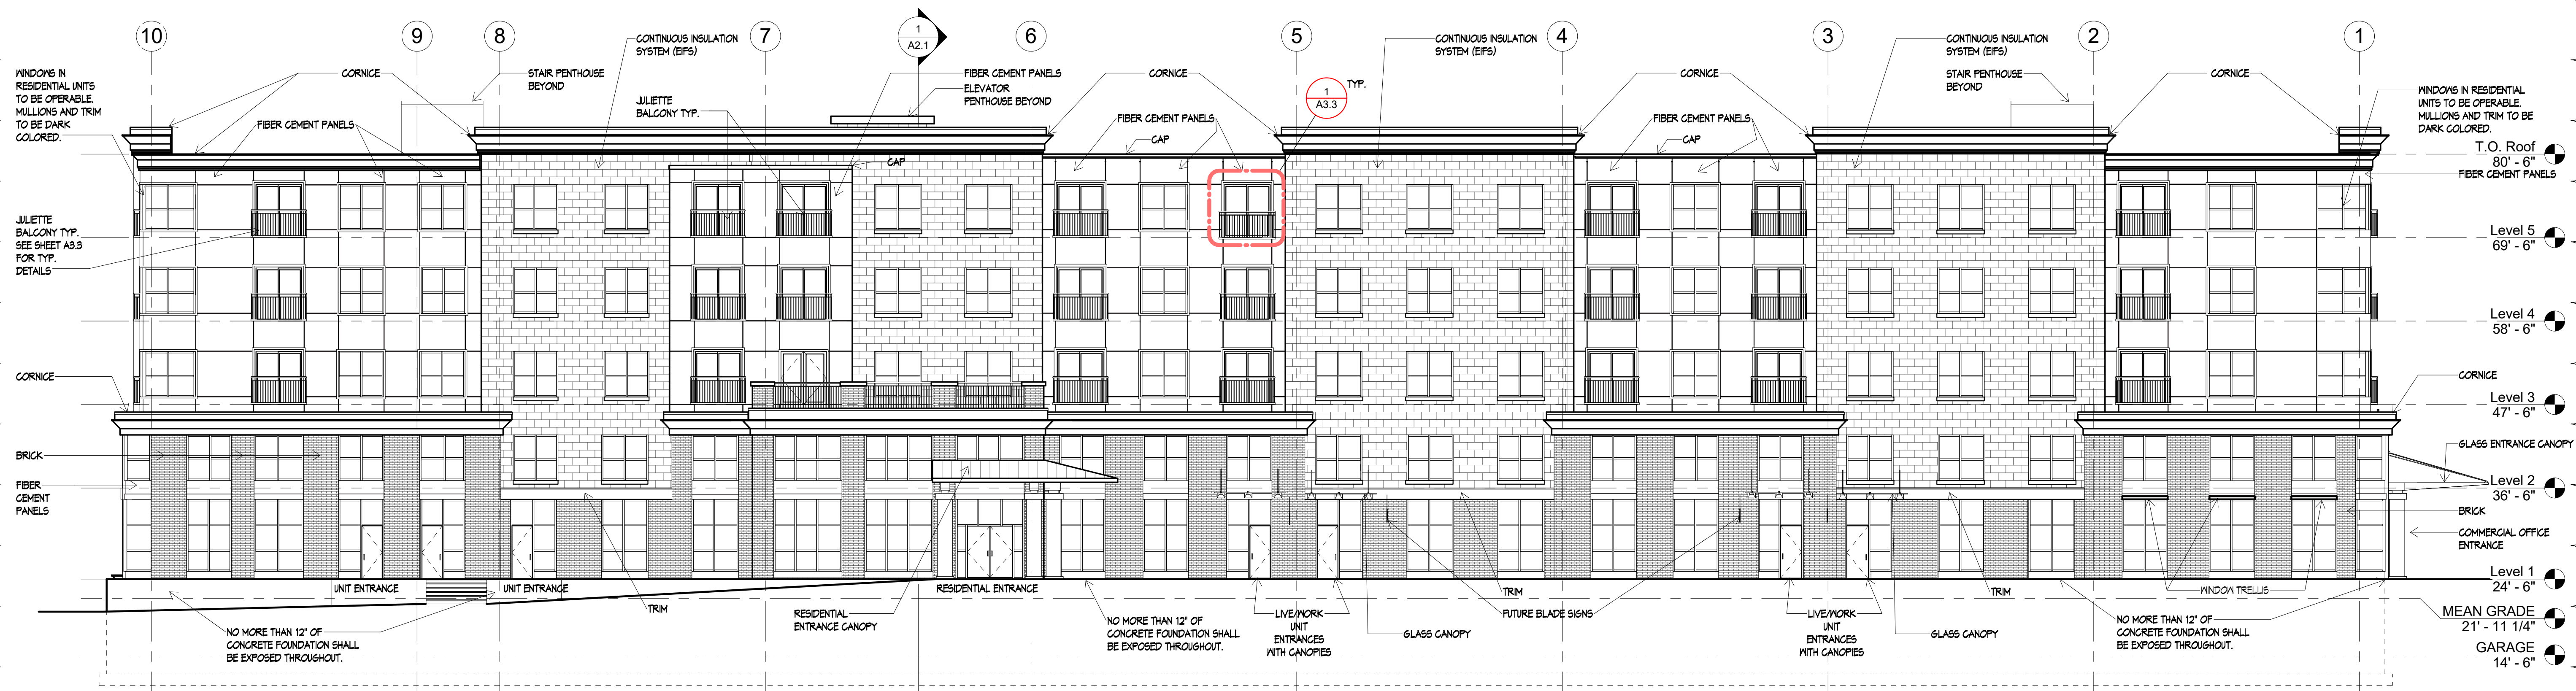 10
9
8
7
1
A2.1
6
5
4
3
2
1
CONTINUOUS INSULATION
SYSTEM (EIFS)
CONTINUOUS INSULATION
SYSTEM (EIFS)
CONTINUOUS INSULATION
SYSTEM (EIFS)
WINDOWS IN
RESIDENTIAL UNITS
TO BE OPERABLE.
MULLIONS AND TRIM
TO BE DARK
COLORED.
CORNICE
STAIR PENTHOUSE
BEYOND
JULIETTE
BALCONY TYP.
FIBER CEMENT PANELS
ELEVATOR
PENTHOUSE BEYOND
CORNICE
1
A3.3
TYP.
CORNICE
STAIR PENTHOUSE
BEYOND
CORNICE
WINDOWS IN RESIDENTIAL
UNITS TO BE OPERABLE.
MULLIONS AND TRIM TO BE
DARK COLORED.
FIBER CEMENT PANELS
FIBER CEMENT PANELS
CAP
FIBER CEMENT PANELS
CAP
CAP
T.O. Roof
80' - 6"
FIBER CEMENT PANELS
JULIETTE
BALCONY TYP.
SEE SHEET A3.3
FOR TYP.
DETAILS
Level 5
69' - 6"
Level 4
58' - 6"
CORNICE
CORNICE
Level 3
47' - 6"
BRICK
GLASS ENTRANCE CANOPY
FIBER
CEMENT
PANELS
Level 2
36' - 6"
BRICK
COMMERCIAL OFFICE
ENTRANCE
Level 1
24' - 6"
UNIT ENTRANCE
UNIT ENTRANCE
RESIDENTIAL ENTRANCE
TRIM
TRIM
WINDOW TRELLIS
TRIM
RESIDENTIAL
ENTRANCE CANOPY
LIVE/WORK
UNIT
ENTRANCES
WITH CANOPIES
FUTURE BLADE SIGNS
LIVE/WORK
UNIT
ENTRANCES
WITH CANOPIES
MEAN GRADE
21' - 11 1/4"
NO MORE THAN 12" OF
CONCRETE FOUNDATION SHALL
BE EXPOSED THROUGHOUT.
NO MORE THAN 12" OF
CONCRETE FOUNDATION SHALL
BE EXPOSED THROUGHOUT.
GLASS CANOPY
GLASS CANOPY
NO MORE THAN 12" OF
CONCRETE FOUNDATION SHALL
BE EXPOSED THROUGHOUT.
GARAGE
14' - 6"